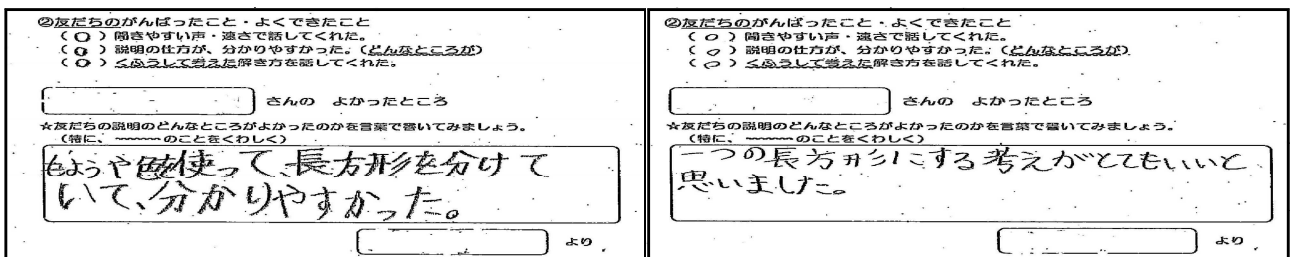 ②友だちのがんばったこと・よくできたこと
(○)聞きやすい声・速さで話してくれた。
(○)説明の仕方が、分かりやすかった。(どんなところが)
(○)くふうして考えた解き方を話してくれた。
さんの よかったところ
☆友だちの説明のどんなところがよかったのかを言葉で書いてみましょう。
(特に、〜〜〜のことをくわしく)
もようや色使って、長方形を分けて
いて、分かりやすかった。
より
②友だちのがんばったこと・よくできたこと
(○)聞きやすい声・速さで話してくれた。
(○)説明の仕方が、分かりやすかった。(どんなところが)
(○)くふうして考えた解き方を話してくれた。
さんの よかったところ
☆友だちの説明のどんなところがよかったのかを言葉で書いてみましょう。
(特に、〜〜〜のことをくわしく)
一つの長方形にする考えがとてもいいと
思いました。
より